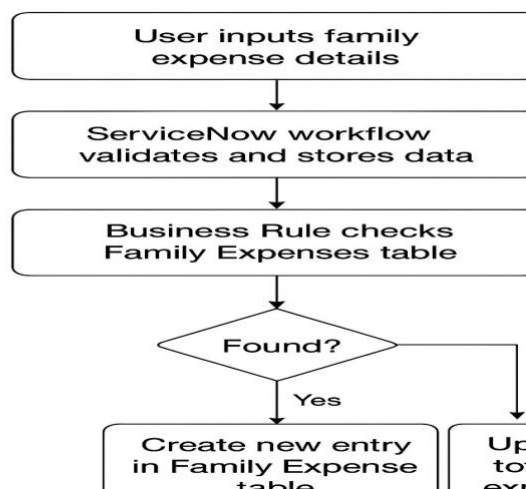 User inputs family
expense details
ServiceNow workflow
validates and stores data
Business Rule checks
Family Expenses table
Found?
Yes
Create new entry
in Family Expense
table